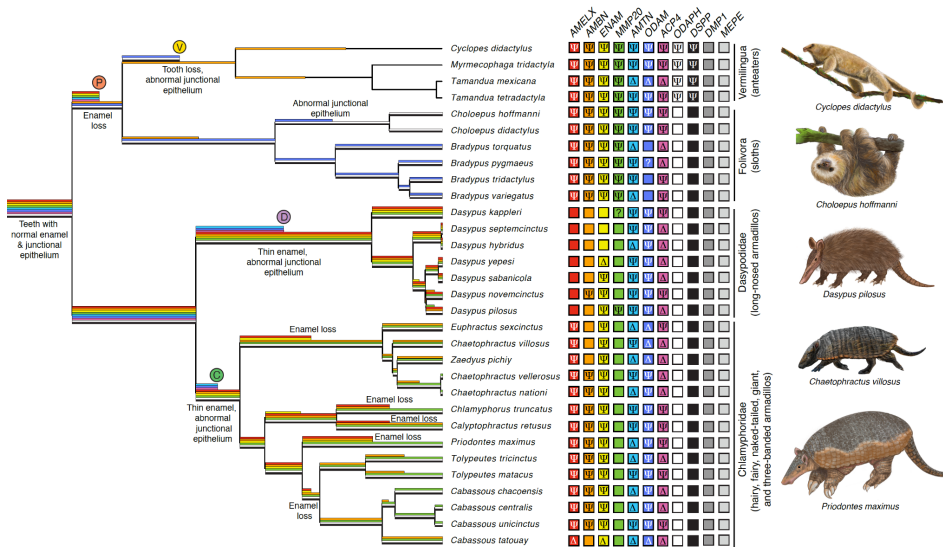 AMELX AMBN ENAM MMP20 AMTN ODAM ACP4 ODAPH DSPP DMP1 MEPE
V
P
D
C
Tooth loss,
abnormal junctional
epithelium
Enamel
loss
Abnormal junctional
epithelium
Teeth with
normal enamel
& junctional
epithelium
Thin enamel,
abnormal junctional
epithelium
Enamel loss
Thin enamel,
abnormal
junctional
epithelium
Enamel loss
Enamel loss
Enamel loss
Enamel
loss
Cyclopes didactylus
Myrmecophaga tridactyla
Tamandua mexicana
Tamandua tetradactyla
Choloepus hoffmanni
Choloepus didactylus
Bradypus torquatus
Bradypus pygmaeus
Bradypus tridactylus
Bradypus variegatus
Dasypus kappleri
Dasypus septemcinctus
Dasypus hybridus
Dasypus yepesi
Dasypus sabanicola
Dasypus novemcinctus
Dasypus pilosus
Euphractus sexcinctus
Chaetophractus villosus
Zaedyus pichiy
Chaetophractus vellerosus
Chaetophractus nationi
Chlamyphorus truncatus
Calyptophractus retusus
Priodontes maximus
Tolypeutes tricinctus
Tolypeutes matacus
Cabassous chacoensis
Cabassous centralis
Cabassous unicinctus
Cabassous tatouay
Vermilingua
(anteaters)
Folivora
(sloths)
Dasypodidae
(long-nosed armadillos)
Chlamyphoridae
(hairy, fairy, naked-tailed, giant,
and three-banded armadillos)
Cyclopes didactylus
Choloepus hoffmanni
Dasypus pilosus
Chaetophractus villosus
Priodontes maximus